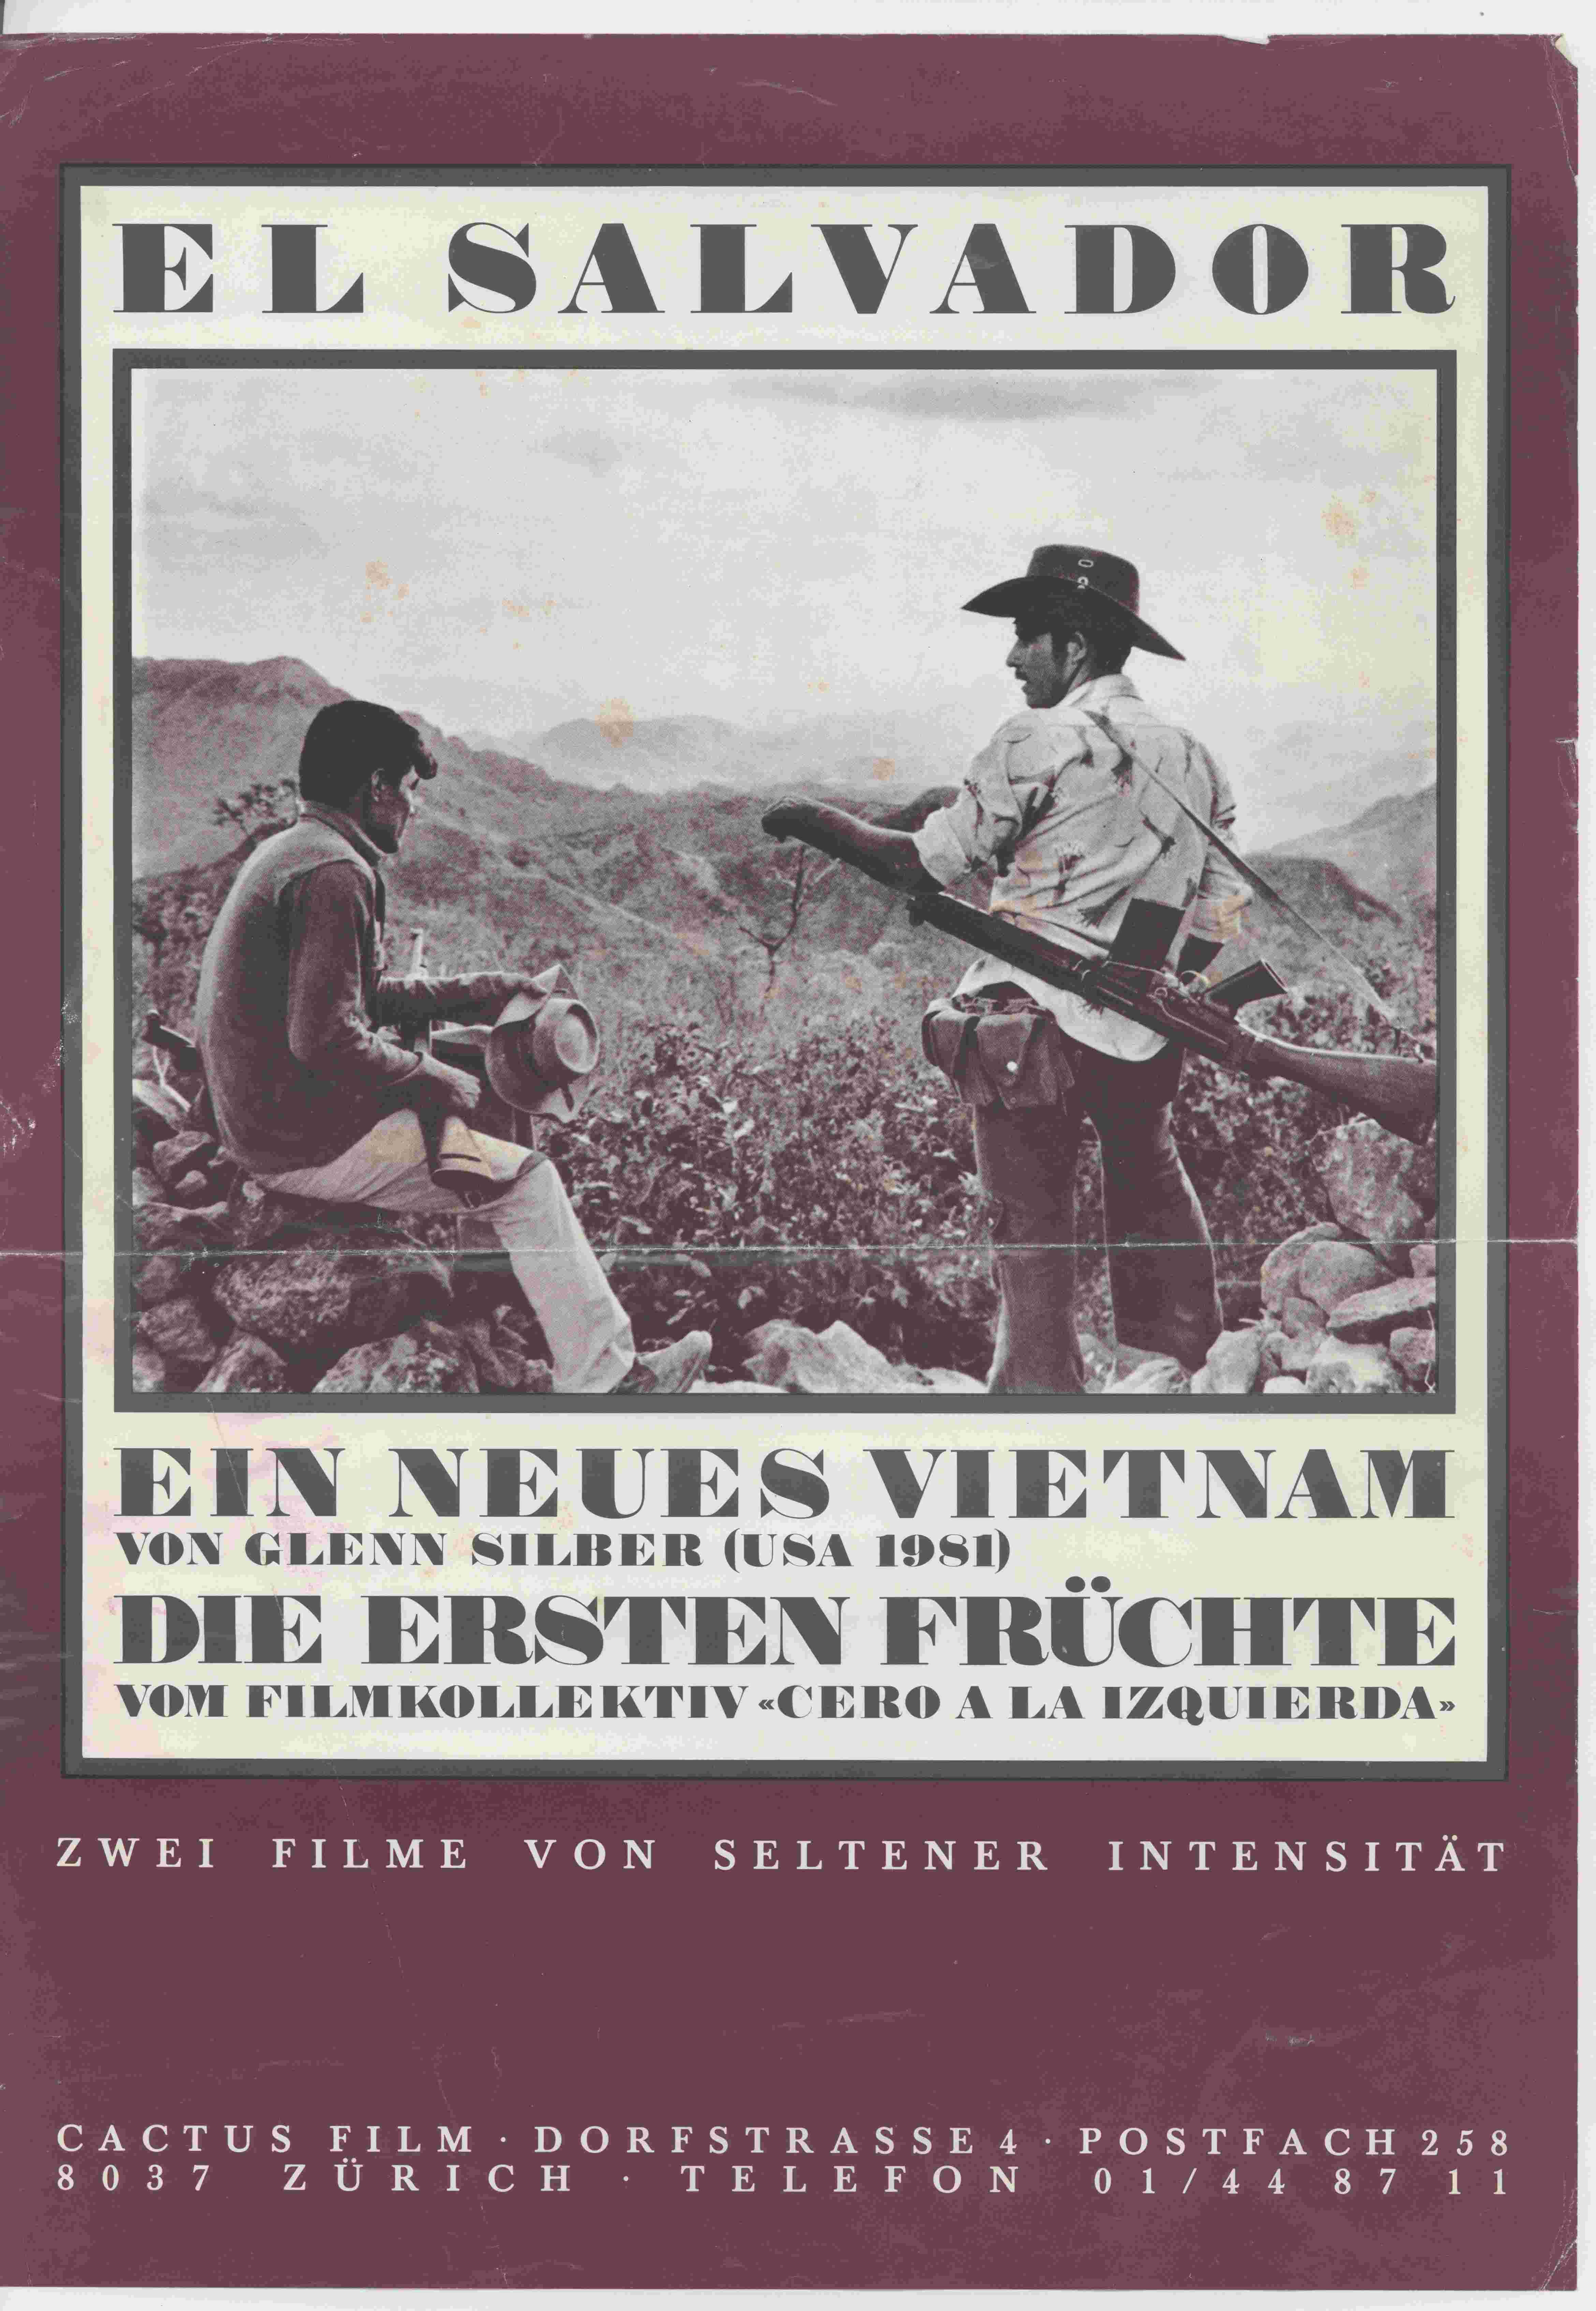 EL SALVADOR
EIN NEUES VIETNAM
VON GLENN SILBER (USA 1981)
DIE ERSTEN FRÜCHTE
VOM FILMKOLLEKTIV «CERO A LA IZQUIERDA»
ZWEI FILME VON SELTENER INTENSITÄT
CACTUS FILM · DORFSTRASSE 4 · POSTFACH 258
8037 ZÜRICH · TELEFON 01/44 87 11